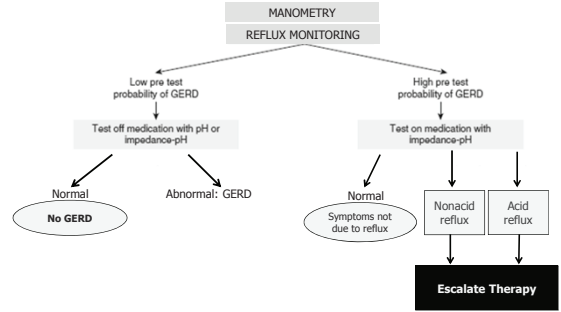 MANOMETRY
REFLUX MONITORING
Low pre test
probability of GERD
High pre test
probability of GERD
Test off medication with pH or
impedance-pH
Test on medication with
impedance-pH
Normal
Abnormal: GERD
No GERD
Normal
Symptoms not
due to reflux
Nonacid
reflux
Acid
reflux
Escalate Therapy